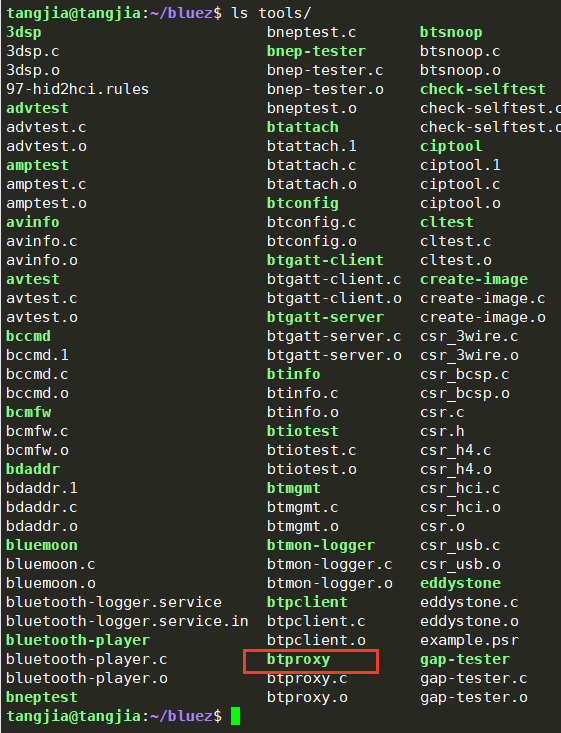 tangjia@tangjia:~/bluez$ ls tools/
3dsp bneptest.c btsnoop
3dsp.c bnep-tester btsnoop.c
3dsp.o bnep-tester.c btsnoop.o
97-hid2hci.rules bnep-tester.o check-selftest
advtest bneptest.o check-selftest.c
advtest.c btattach check-selftest.o
advtest.o btattach.1 ciptool
amptest btattach.c ciptool.1
amptest.c btattach.o ciptool.c
amptest.o btconfig ciptool.o
avinfo btconfig.c cltest
avinfo.c btconfig.o cltest.c
avinfo.o btgatt-client cltest.o
avtest btgatt-client.c create-image
avtest.c btgatt-client.o create-image.c
avtest.o btgatt-server create-image.o
bccmd btgatt-server.c csr_3wire.c
bccmd.1 btgatt-server.o csr_3wire.o
bccmd.c btinfo csr_bcsp.c
bccmd.o btinfo.c csr_bcsp.o
bcmfw btinfo.o csr.c
bcmfw.c btiotest csr.h
bcmfw.o btiotest.c csr_h4.c
bdaddr btiotest.o csr_h4.o
bdaddr.1 btmgmt csr_hci.c
bdaddr.c btmgmt.c csr_hci.o
bdaddr.o btmgmt.o csr.o
bluemoon btmon-logger csr_usb.c
bluemoon.c btmon-logger.c csr_usb.o
bluemoon.o btmon-logger.o eddystone
bluetooth-logger.service btpclient eddystone.c
bluetooth-logger.service.in btpclient.c eddystone.o
bluetooth-player btpclient.o example.psr
bluetooth-player.c btproxy gap-tester
bluetooth-player.o btproxy.c gap-tester.c
bneptest btproxy.o gap-tester.o
tangjia@tangjia:~/bluez$